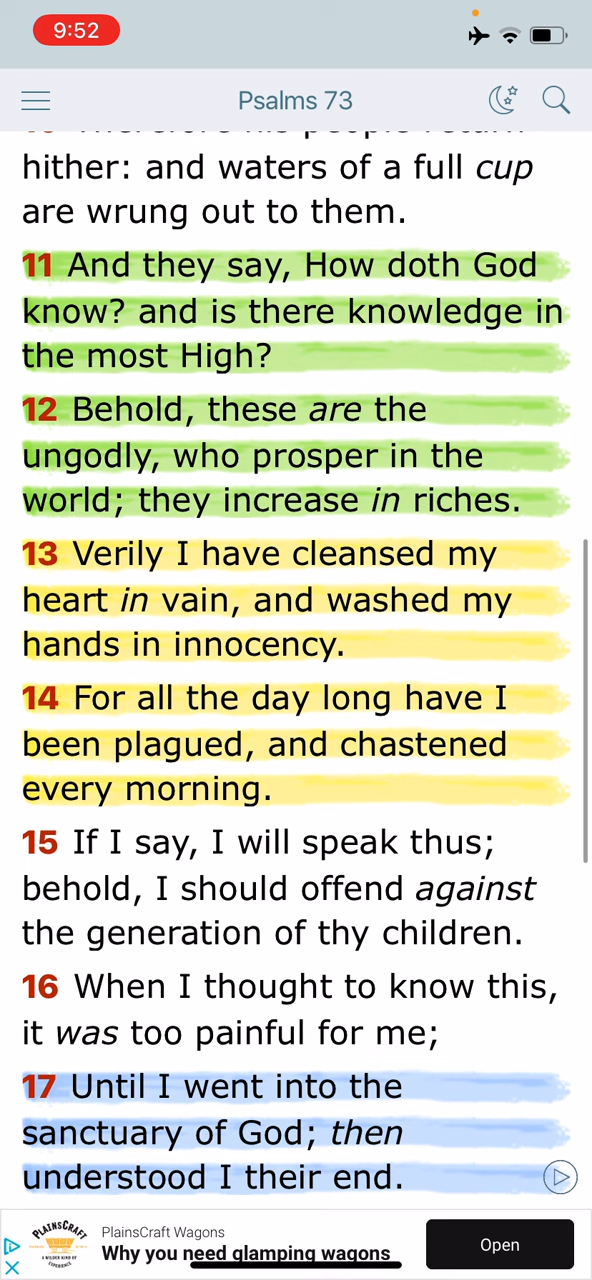 9:52
Psalms 73
hither: and waters of a full cup
are wrung out to them.
11 And they say, How doth God
know? and is there knowledge in
the most High?
12 Behold, these are the
ungodly, who prosper in the
world; they increase in riches.
13 Verily I have cleansed my
heart in vain, and washed my
hands in innocency.
14 For all the day long have I
been plagued, and chastened
every morning.
15 If I say, I will speak thus;
behold, I should offend against
the generation of thy children.
16 When I thought to know this,
it was too painful for me;
17 Until I went into the
sanctuary of God; then
understood I their end.
PLAINSCRAFT
PlainsCraft Wagons
Why you need glamping wagons
Open